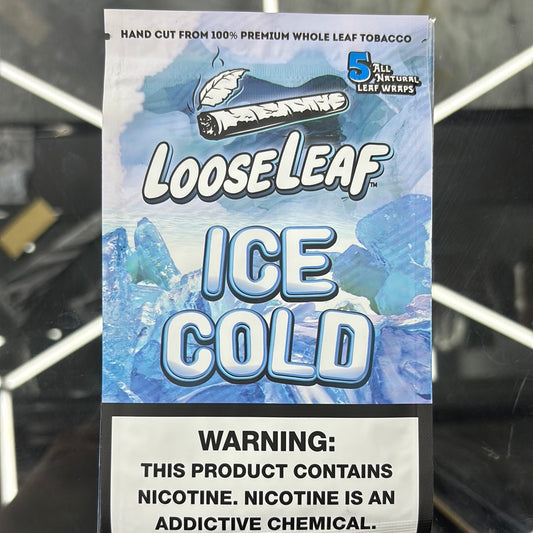 HAND CUT FROM 100% PREMIUM WHOLE LEAF TOBACCO
5 ALL
NATURAL
LEAF WRAPS
LOOSELEAF™
ICE
COLD
WARNING:
THIS PRODUCT CONTAINS
NICOTINE. NICOTINE IS AN
ADDICTIVE CHEMICAL.